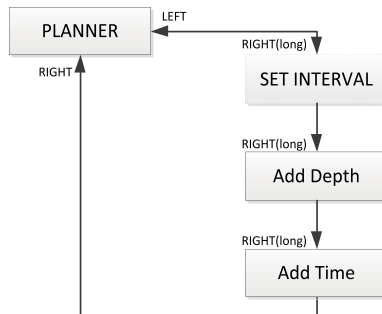 LEFT
PLANNER
RIGHT(long)
RIGHT
SET INTERVAL
RIGHT(long)
Add Depth
RIGHT(long)
Add Time